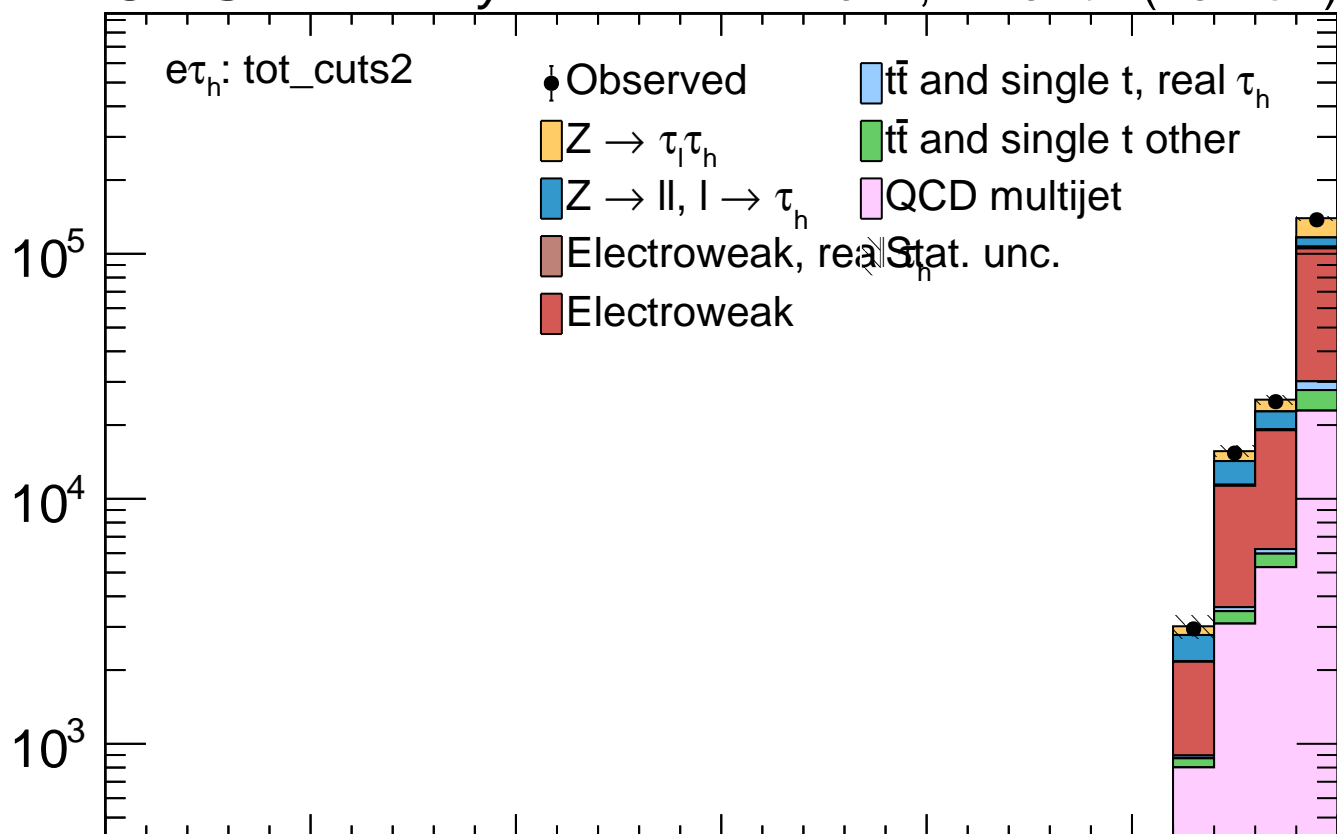 eτh: tot_cuts2
Observed
Z → τlτh
Z → ll, l → τh
Electroweak, real τh
Electroweak
tt̄ and single t, real τh
tt̄ and single t other
QCD multijet
Stat. unc.
10^5
10^4
10^3